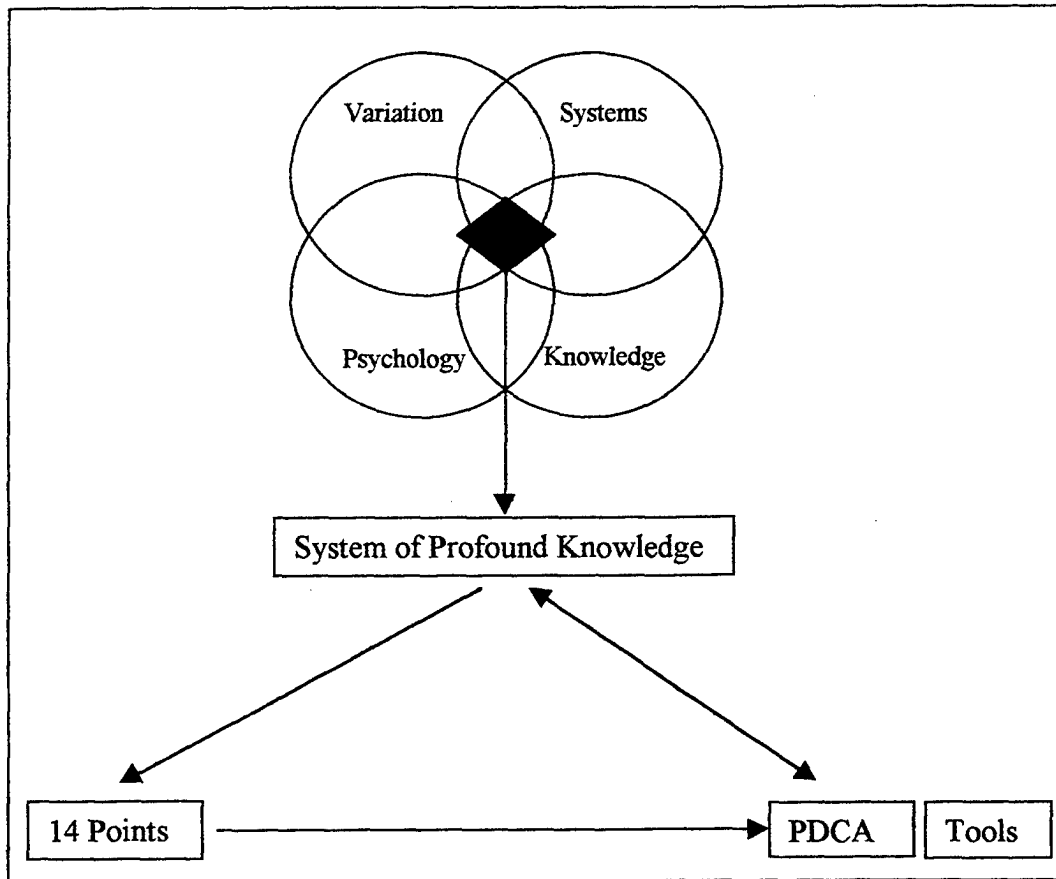 Variation
Systems
Psychology
Knowledge
System of Profound Knowledge
14 Points
PDCA
Tools